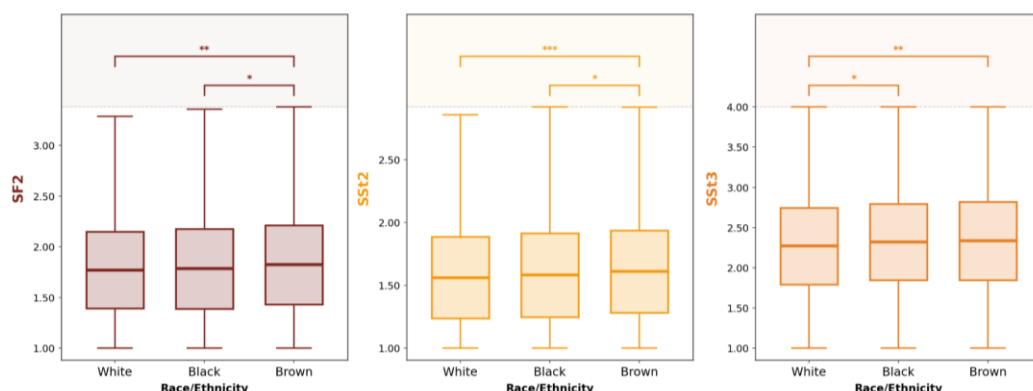 SF2
3.00
2.50
2.00
1.50
1.00
**
*
White Black Brown
Race/Ethnicity
SSt2
2.50
2.00
1.50
1.00
***
*
White Black Brown
Race/Ethnicity
SSt3
4.00
3.50
3.00
2.50
2.00
1.50
1.00
**
*
White Black Brown
Race/Ethnicity